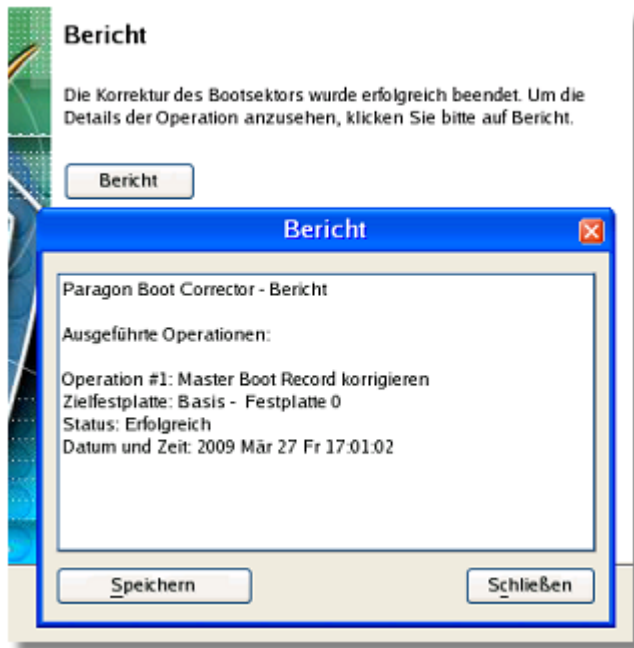 Bericht
Die Korrektur des Bootsektors wurde erfolgreich beendet. Um die
Details der Operation anzusehen, klicken Sie bitte auf Bericht.
Bericht
Bericht
Paragon Boot Corrector - Bericht
Ausgeführte Operationen:
Operation #1: Master Boot Record korrigieren
Zielfestplatte: Basis - Festplatte 0
Status: Erfolgreich
Datum und Zeit: 2009 Mär 27 Fr 17:01:02
Speichern
Schließen